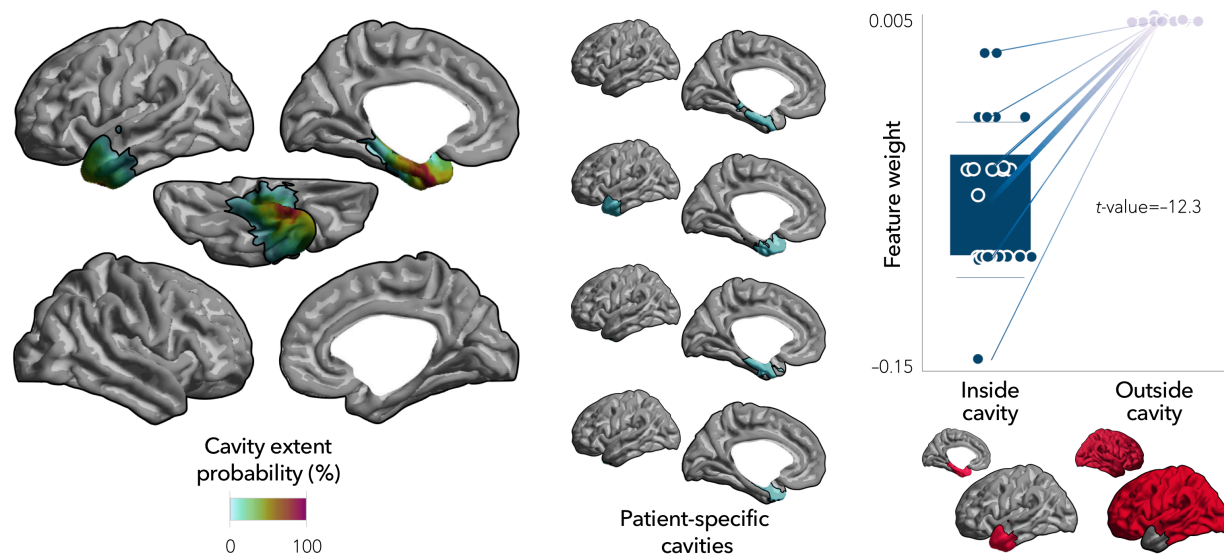 Cavity extent
probability (%)
0 100
Patient-specific
cavities
0.005
Feature weight
t-value=–12.3
–0.15
Inside
cavity
Outside
cavity